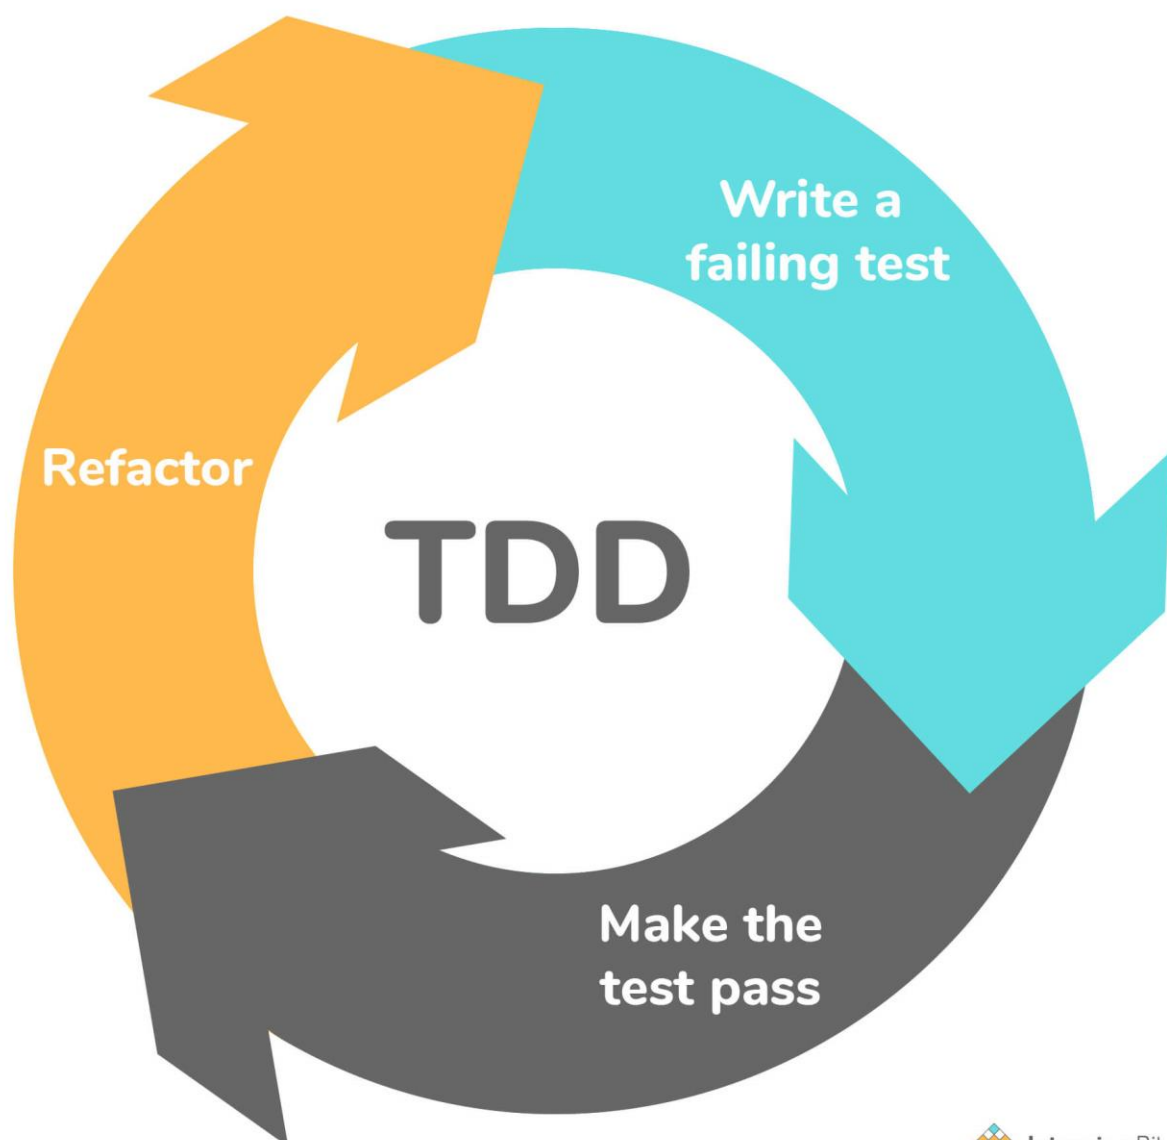 Write a
failing test
Refactor
TDD
Make the
test pass